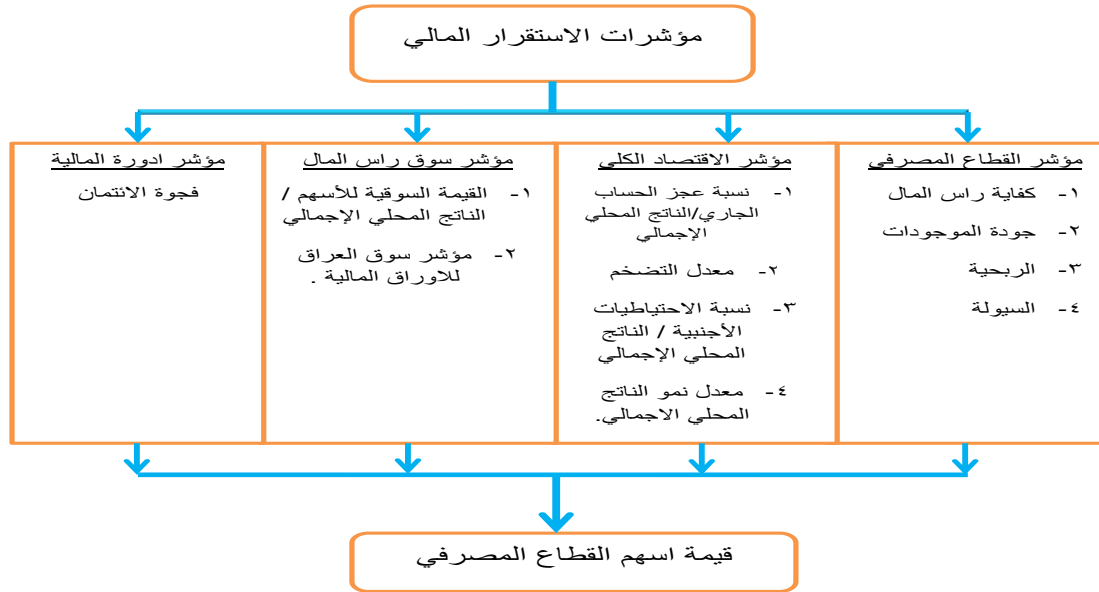 مؤشرات الاستقرار المالي
مؤشر القطاع المصرفي
١- كفاية راس المال
٢- جودة الموجودات
٣- الربحية
٤- السيولة
مؤشر الاقتصاد الكلي
١- نسبة عجز الحساب
الجاري/الناتج المحلي
الإجمالي
٢- معدل التضخم
٣- نسبة الاحتياطيات
الأجنبية / الناتج
المحلي الإجمالي
٤- معدل نمو الناتج
المحلي الاجمالي.
مؤشر سوق راس المال
١- القيمة السوقية للأسهم /
الناتج المحلي الإجمالي
٢- مؤشر سوق العراق
للاوراق المالية .
مؤشر ادورة المالية
فجوة الائتمان
قيمة اسهم القطاع المصرفي